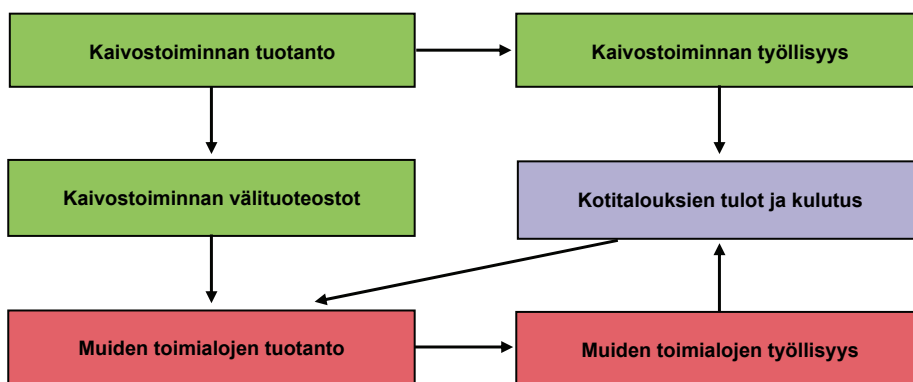 Kaivostoiminnan tuotanto
Kaivostoiminnan työllisyys
Kaivostoiminnan välituoteostot
Kotitalouksien tulot ja kulutus
Muiden toimialojen tuotanto
Muiden toimialojen työllisyys